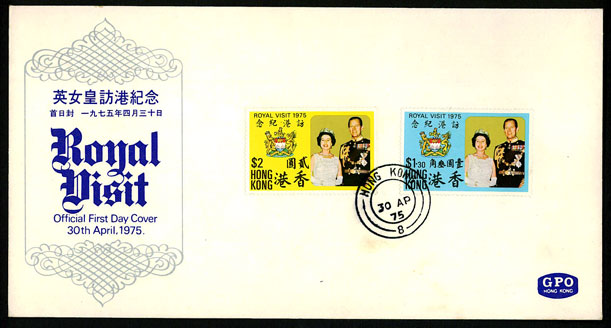 英女皇訪港紀念
首日封 一九七五年四月三十日
Royal
Visit
Official First Day Cover
30th April, 1975.
ROYAL VISIT 1975
念紀港訪
$2
圓貳
HONG
KONG
港香
ROYAL VISIT 1975
念紀港訪
$1·30
角叁圓壹
HONG
KONG
港香
HONG KONG
30 AP
75
8
GPO
HONG KONG